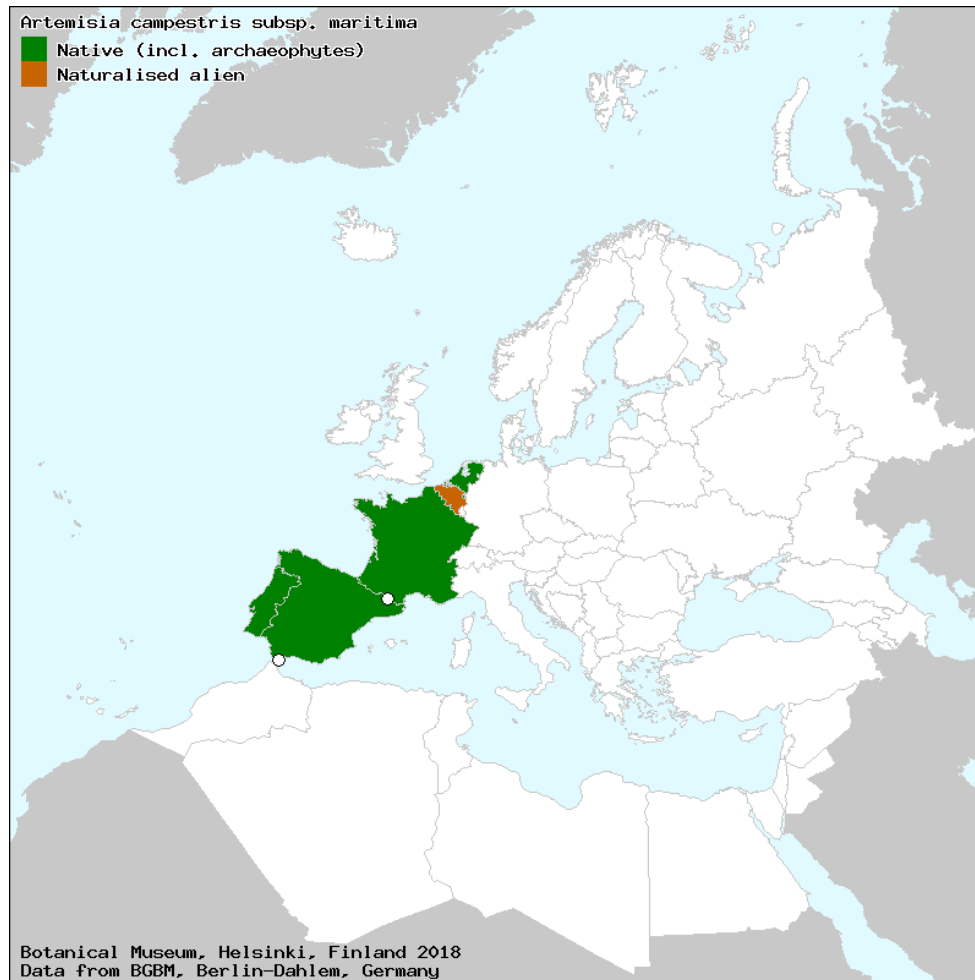 Artemisia campestris subsp. maritima
Native (incl. archaeophytes)
Naturalised alien
Botanical Museum, Helsinki, Finland 2018
Data from BGBM, Berlin-Dahlem, Germany